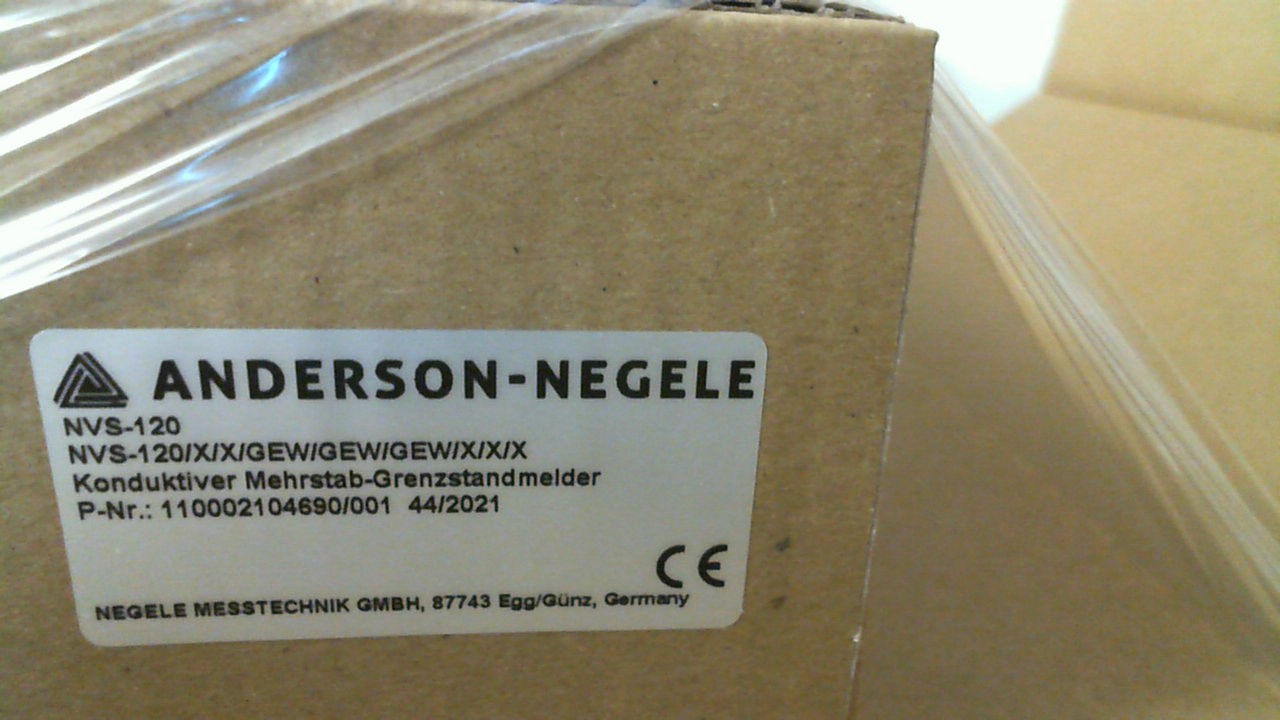 ANDERSON-NEGELE
NVS-120
NVS-120/X/X/GEW/GEW/GEW/X/X/X
Konduktiver Mehrstab-Grenzstandmelder
P-Nr.: 110002104690/001 44/2021
CE
NEGELE MESSTECHNIK GMBH, 87743 Egg/Günz, Germany